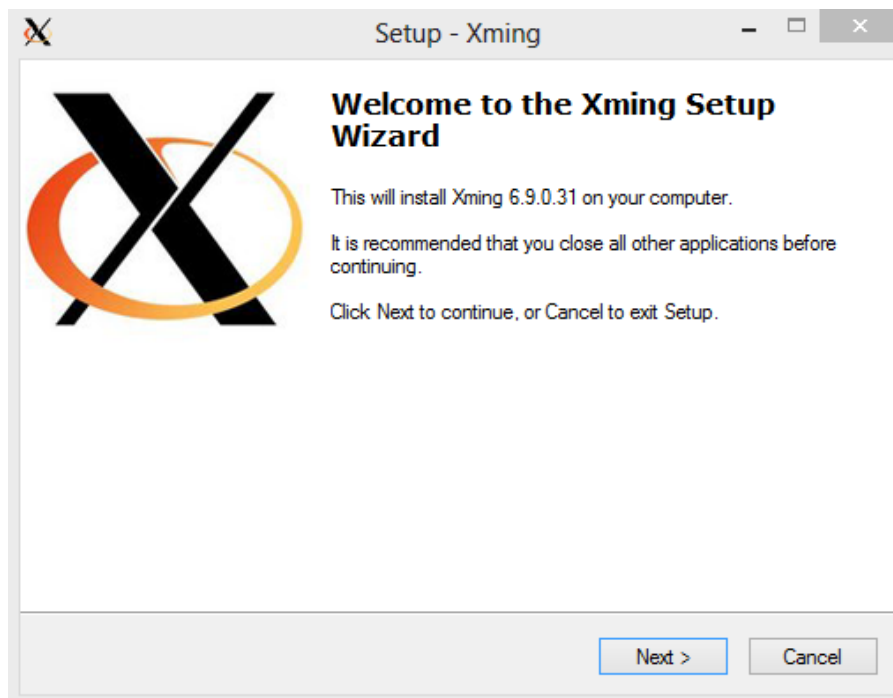 Setup - Xming
Welcome to the Xming Setup
Wizard
This will install Xming 6.9.0.31 on your computer.
It is recommended that you close all other applications before
continuing.
Click Next to continue, or Cancel to exit Setup.
Next >
Cancel